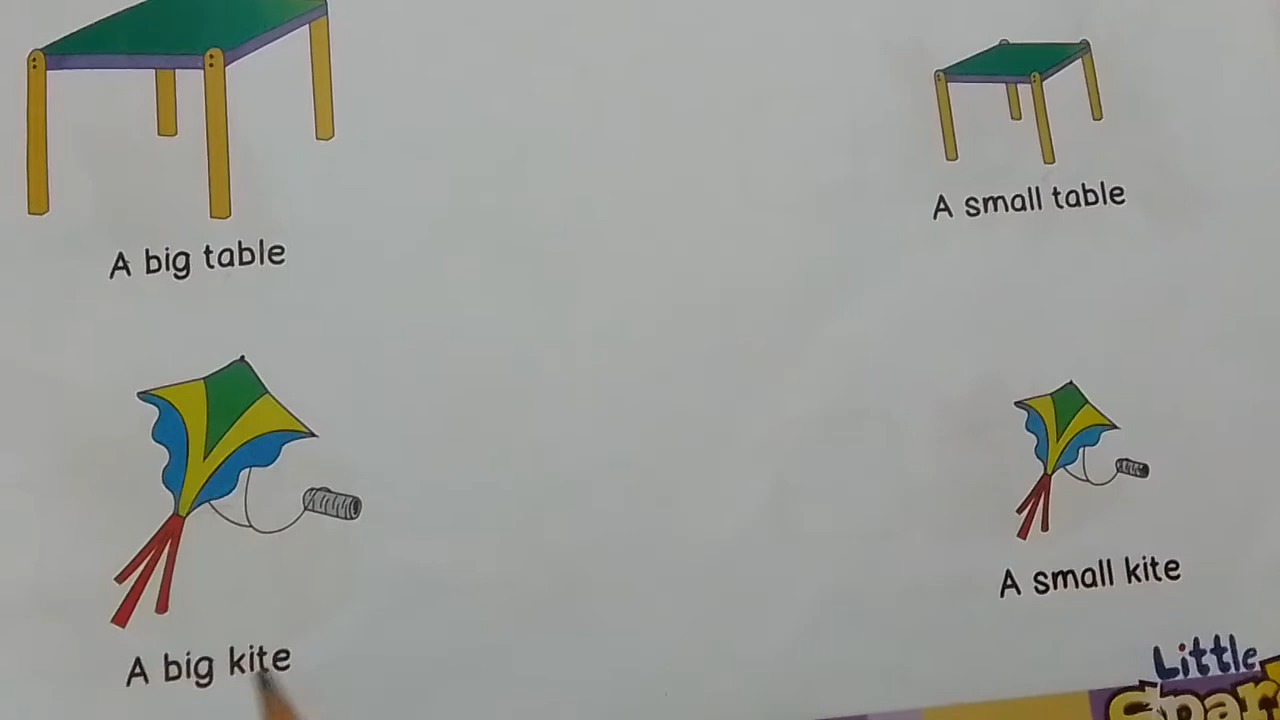 A big table
A small table
A big kite
A small kite
Little